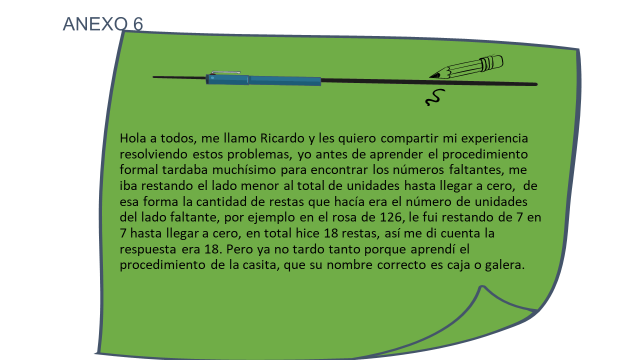 ANEXO 6
Hola a todos, me llamo Ricardo y les quiero compartir mi experiencia
resolviendo estos problemas, yo antes de aprender el procedimiento
formal tardaba muchísimo para encontrar los números faltantes, me
iba restando el lado menor al total de unidades hasta llegar a cero, de
esa forma la cantidad de restas que hacía era el número de unidades
del lado faltante, por ejemplo en el rosa de 126, le fui restando de 7 en
7 hasta llegar a cero, en total hice 18 restas, así me di cuenta la
respuesta era 18. Pero ya no tardo tanto porque aprendí el
procedimiento de la casita, que su nombre correcto es caja o galera.